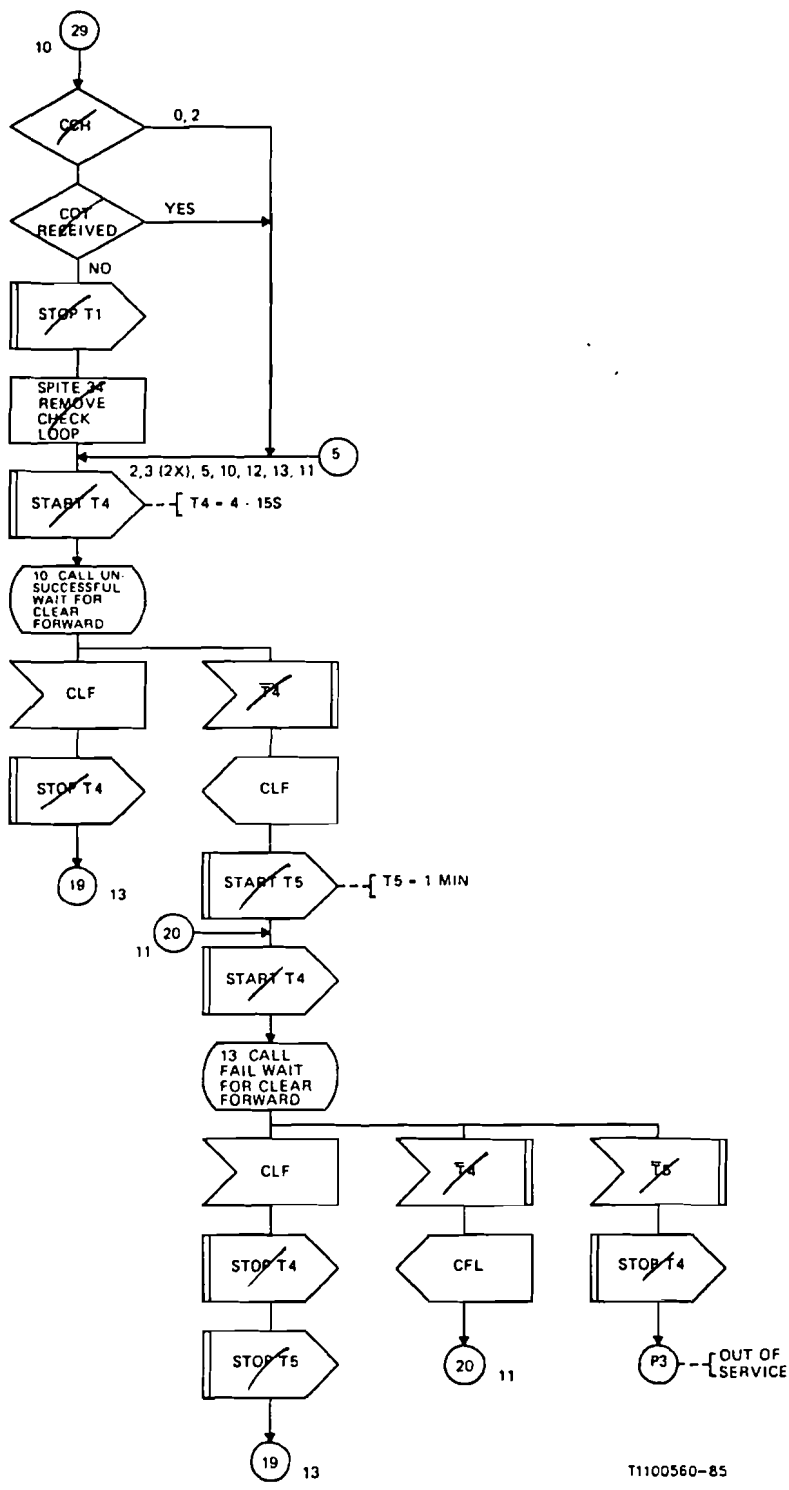 29
10
CCH
0, 2
COT
RECEIVED
YES
NO
STOP T1
SPITE 34
REMOVE
CHECK
LOOP
5
2,3 (2X), 5, 10, 12, 13, 11
START T4
T4 = 4 - 15S
10 CALL UN-
SUCCESSFUL
WAIT FOR
CLEAR
FORWARD
CLF
T4
STOP T4
CLF
19
13
START T5
T5 = 1 MIN
20
11
START T4
13 CALL
FAIL WAIT
FOR CLEAR
FORWARD
CLF
T4
T5
STOP T4
CFL
STOP T4
STOP T5
20
11
P3
OUT OF
SERVICE
19
13
T1100560-85